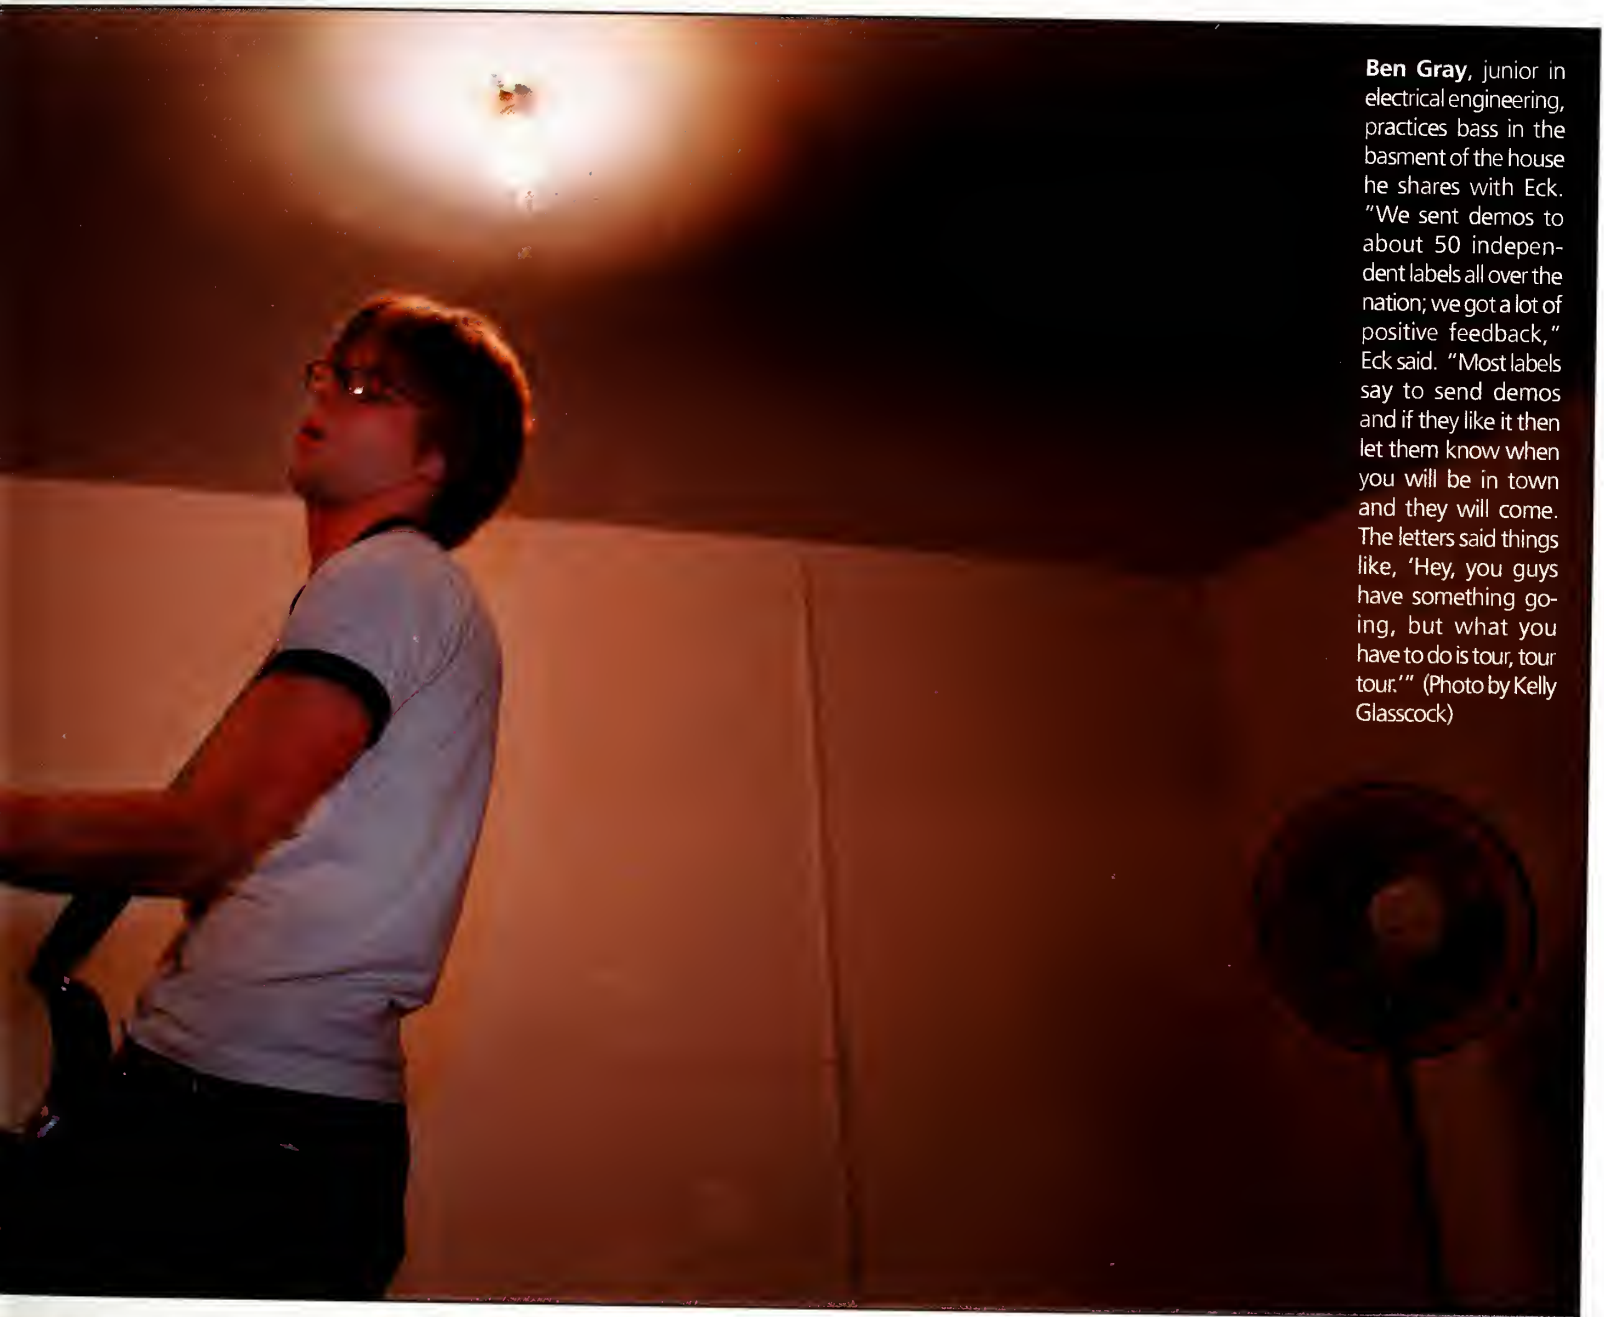 Ben Gray, junior in
electrical engineering,
practices bass in the
basment of the house
he shares with Eck.
"We sent demos to
about 50 indepen-
dent labels all over the
nation; we got a lot of
positive feedback,"
Eck said. "Most labels
say to send demos
and if they like it then
let them know when
you will be in town
and they will come.
The letters said things
like, 'Hey, you guys
have something go-
ing, but what you
have to do is tour, tour
tour.'" (Photo by Kelly
Glasscock)